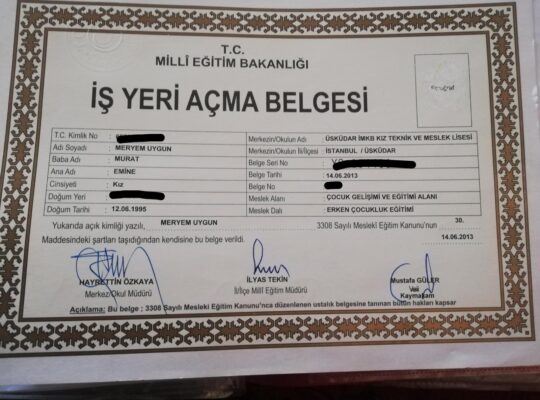 T.C.
MİLLÎ EĞİTİM BAKANLIĞI
İŞ YERİ AÇMA BELGESİ
Fotoğraf
T.C. Kimlik No :
Adı Soyadı : MERYEM UYGUN
Baba Adı : MURAT
Ana Adı : EMİNE
Cinsiyeti : Kız
Doğum Yeri :
Doğum Tarihi : 12.06.1995
Merkezin/Okulun Adı : ÜSKÜDAR İMKB KIZ TEKNİK VE MESLEK LİSESİ
Merkezin/Okulun İli/İlçesi : İSTANBUL / ÜSKÜDAR
Belge Seri No :
Belge Tarihi : 14.06.2013
Belge No :
Meslek Alanı : ÇOCUK GELİŞİMİ VE EĞİTİMİ ALANI
Meslek Dalı : ERKEN ÇOCUKLUK EĞİTİMİ
Yukarıda açık kimliği yazılı, MERYEM UYGUN 3308 Sayılı Meslekî Eğitim Kanunu'nun 30.
Maddesindeki şartları taşıdığından kendisine bu belge verildi. 14.06.2013
HAYRETTİN ÖZKAYA
Merkez/Okul Müdürü
İLYAS TEKİN
İl/İlçe Millî Eğitim Müdürü
Mustafa GÜLER
Vali
Kaymakam
Açıklama: Bu belge ; 3308 Sayılı Meslekî Eğitim Kanunu'nca düzenlenen ustalık belgesine tanınan bütün hakları kapsar